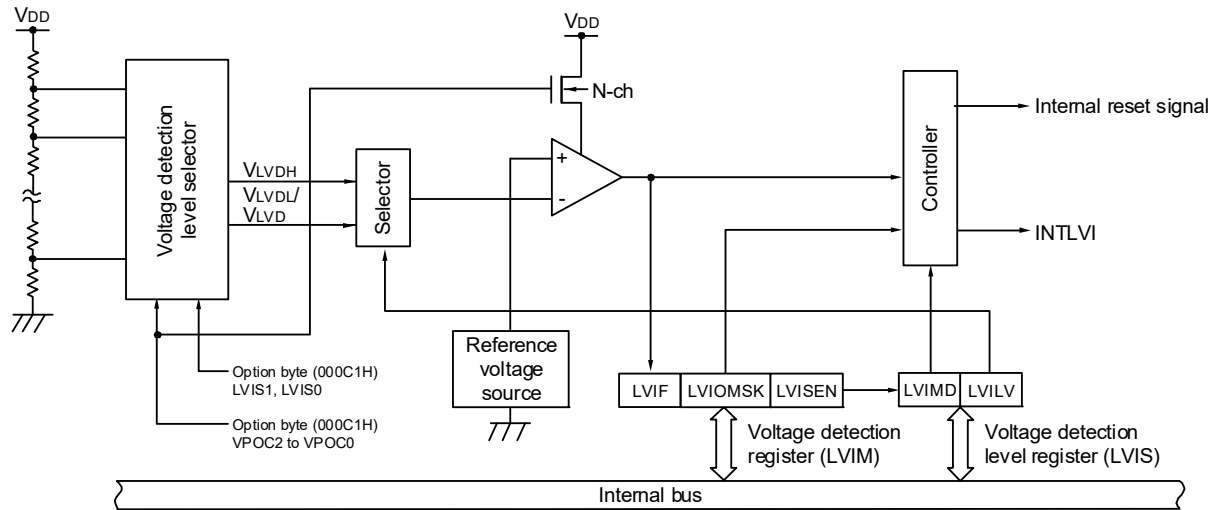 VDD
VDD
N-ch
Voltage detection
level selector
VLVDH
VLVDL/
VLVD
Selector
+
-
Controller
Internal reset signal
INTLVI
Reference
voltage
source
Option byte (000C1H)
LVIS1, LVIS0
Option byte (000C1H)
VPOC2 to VPOC0
LVIF
LVIOMSK
LVISEN
LVIMD
LVILV
Voltage detection
register (LVIM)
Voltage detection
level register (LVIS)
Internal bus